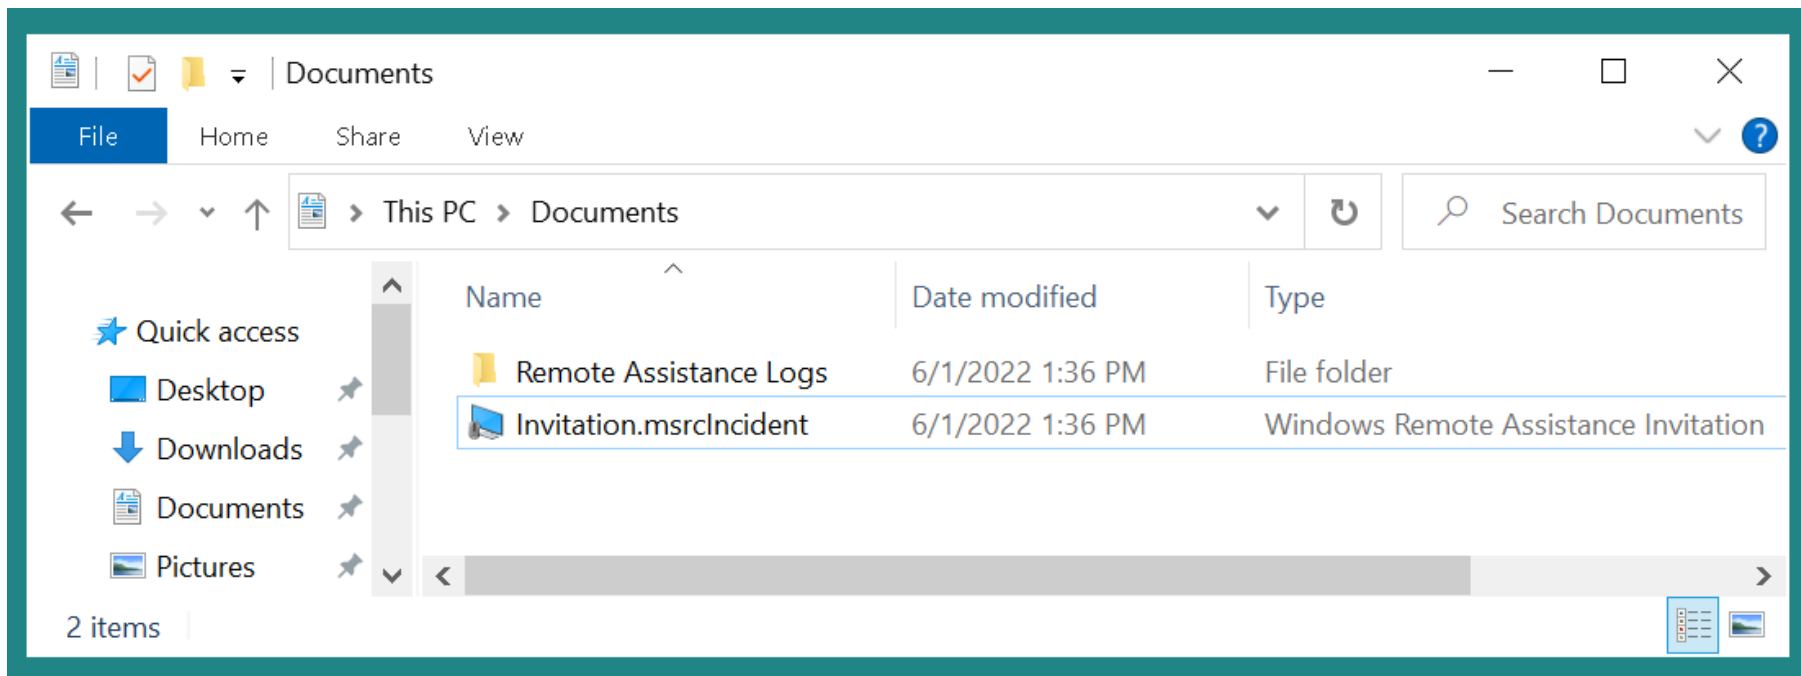 Documents
File Home Share View ?
This PC Documents Search Documents
Name Date modified Type
Quick access
Desktop
Downloads
Documents
Pictures
Remote Assistance Logs 6/1/2022 1:36 PM File folder
Invitation.msrcIncident 6/1/2022 1:36 PM Windows Remote Assistance Invitation
2 items